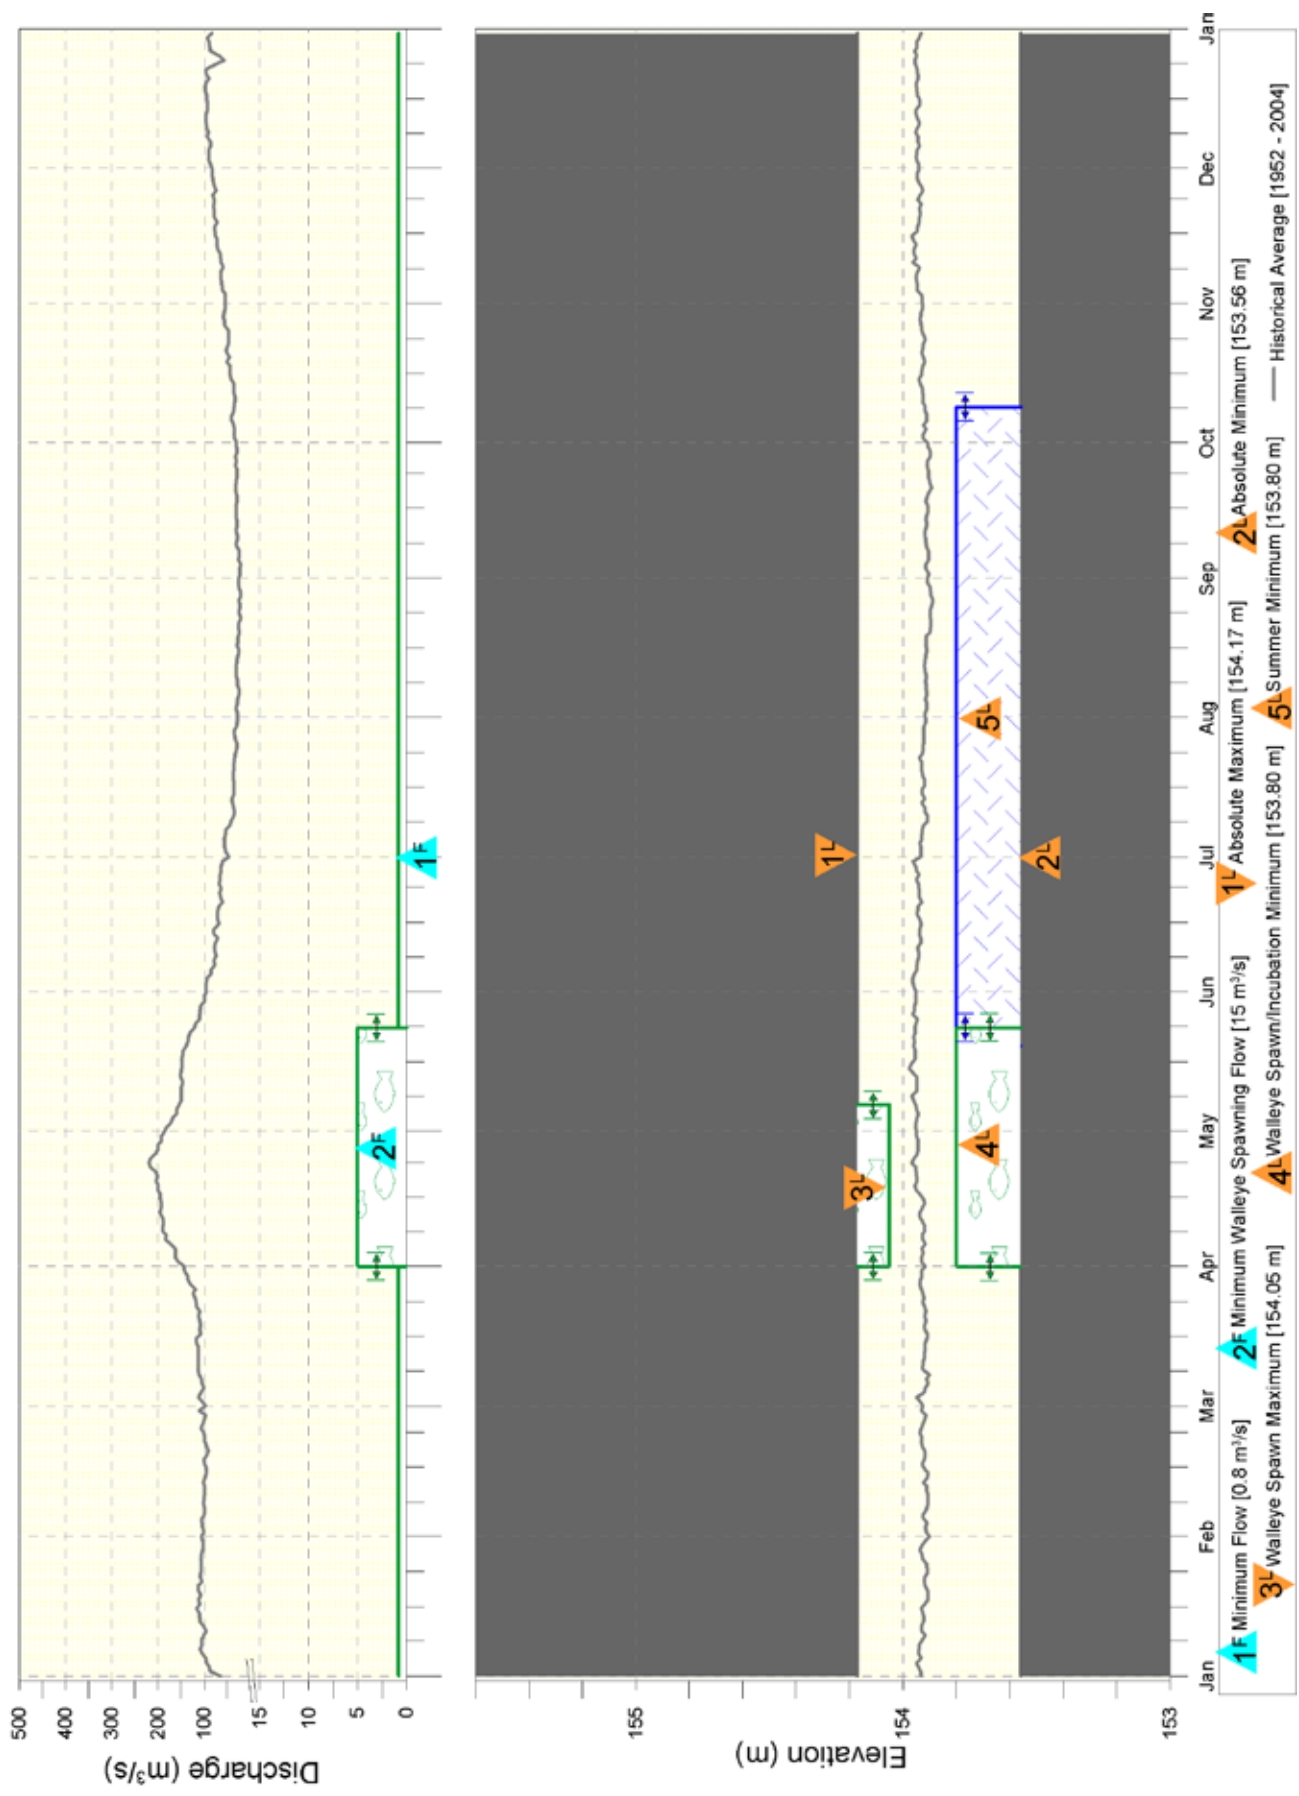 Discharge (m³/s)
500
400
300
200
100
15
10
5
0
2F
1F
Elevation (m)
155
154
153
1L
3L
4L
5L
2L
Jan
Feb
Mar
Apr
May
Jun
Jul
Aug
Sep
Oct
Nov
Dec
Jan
1F Minimum Flow [0.8 m³/s]
2F Minimum Walleye Spawning Flow [15 m³/s]
1L Absolute Maximum [154.17 m]
2L Absolute Minimum [153.56 m]
3L Walleye Spawn Maximum [154.05 m]
4L Walleye Spawn/Incubation Minimum [153.80 m]
5L Summer Minimum [153.80 m]
Historical Average [1952 - 2004]